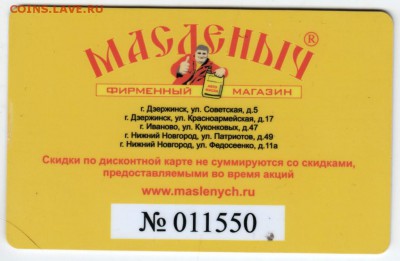 COINS.LAVE.RO
МАСЛЕНЫЧ®
ФИРМЕННЫЙ МАГАЗИН
г. Дзержинск, ул. Советская, д.5
г. Дзержинск, ул. Красноармейская, д.17
г. Иваново, ул. Куконковых, д.47
г. Нижний Новгород, ул. Патриотов, д.49
г. Нижний Новгород, ул. Федосеенко, д.11а
Скидки по дисконтной карте не суммируются со скидками,
предоставляемыми во время акций
www.maslenych.ru
№ 011550